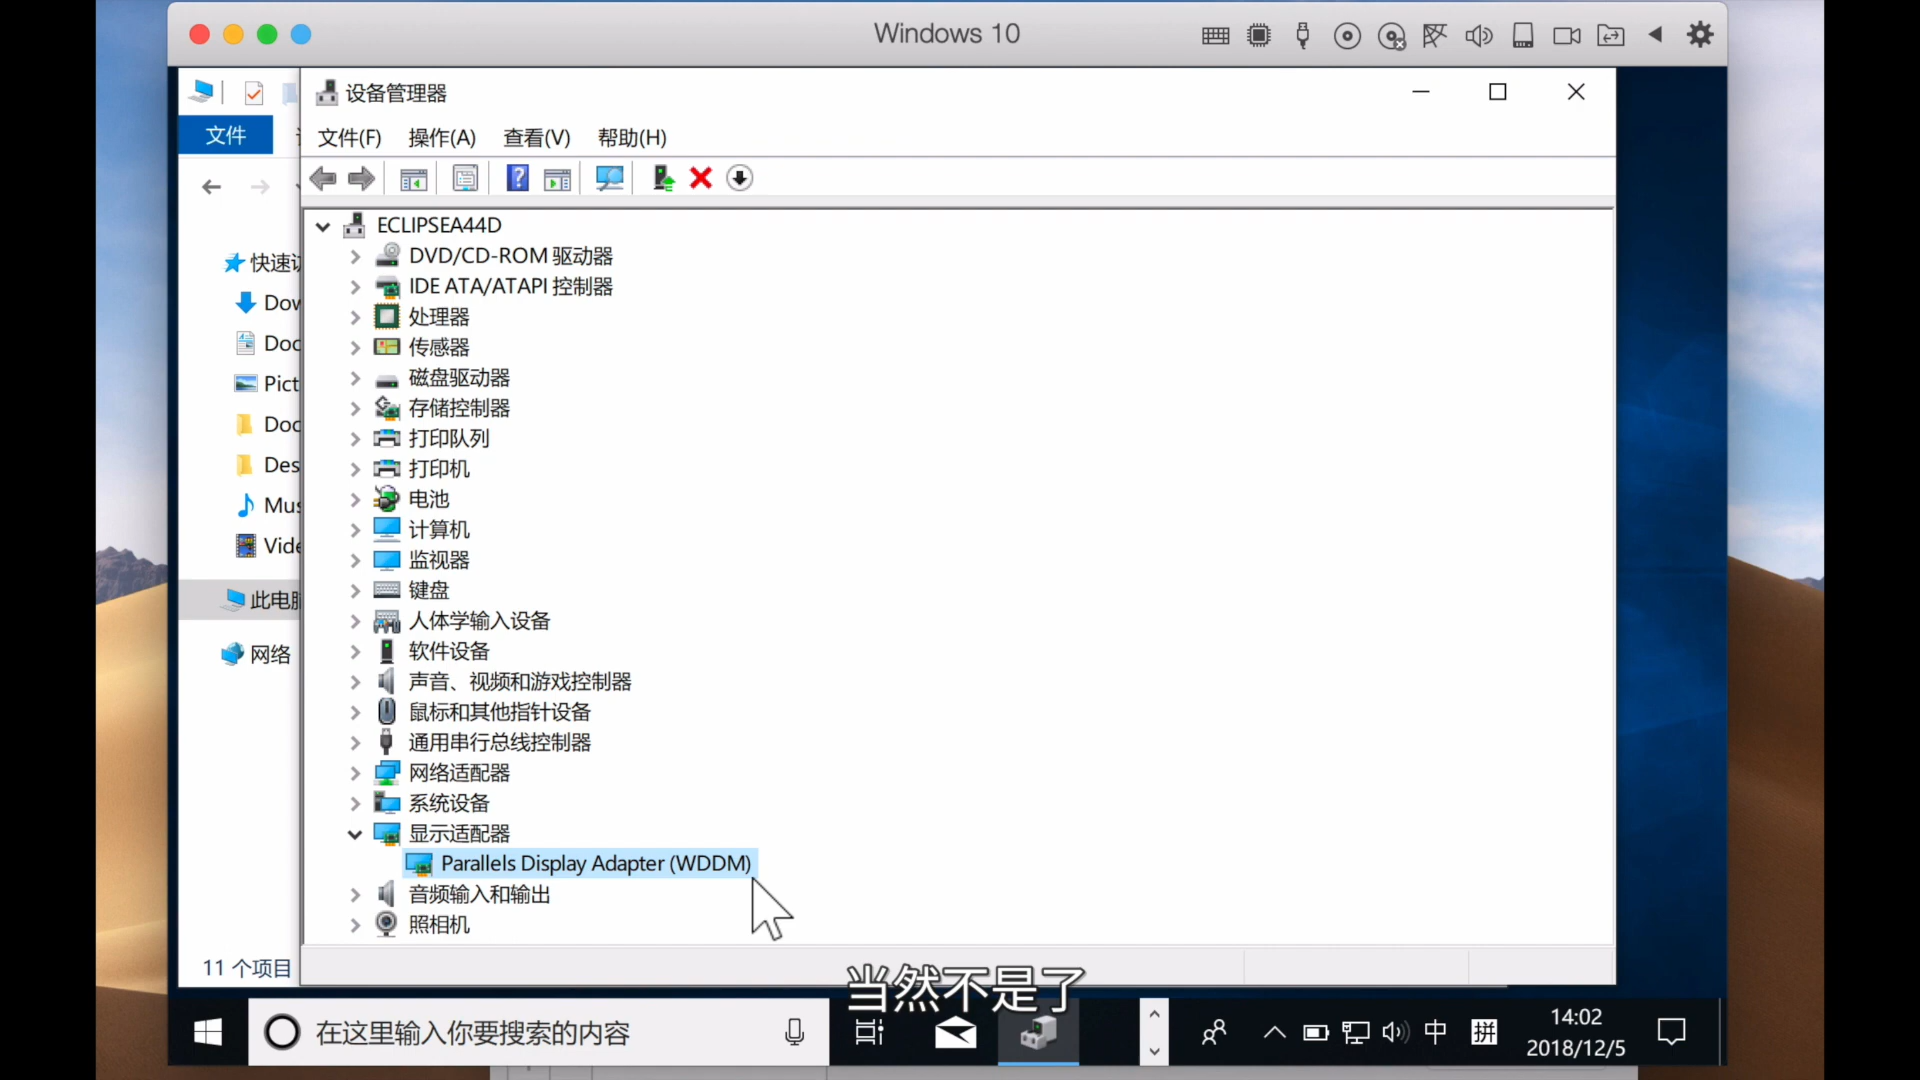 Windows 10
设备管理器
文件
文件(F) 操作(A) 查看(V) 帮助(H)
ECLIPSEA44D
DVD/CD-ROM 驱动器
IDE ATA/ATAPI 控制器
处理器
传感器
磁盘驱动器
存储控制器
打印队列
打印机
电池
计算机
监视器
键盘
人体学输入设备
软件设备
声音、视频和游戏控制器
鼠标和其他指针设备
通用串行总线控制器
网络适配器
系统设备
显示适配器
Parallels Display Adapter (WDDM)
音频输入和输出
照相机
快速访
Dow
Doc
Pict
Doc
Des
Mus
Vide
此电脑
网络
11 个项目
当然不是了
在这里输入你要搜索的内容
中
拼
14:02
2018/12/5